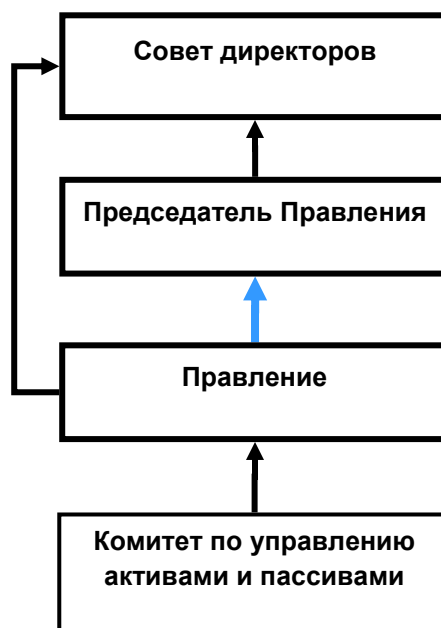 Совет директоров
Председатель Правления
Правление
Комитет по управлению
активами и пассивами